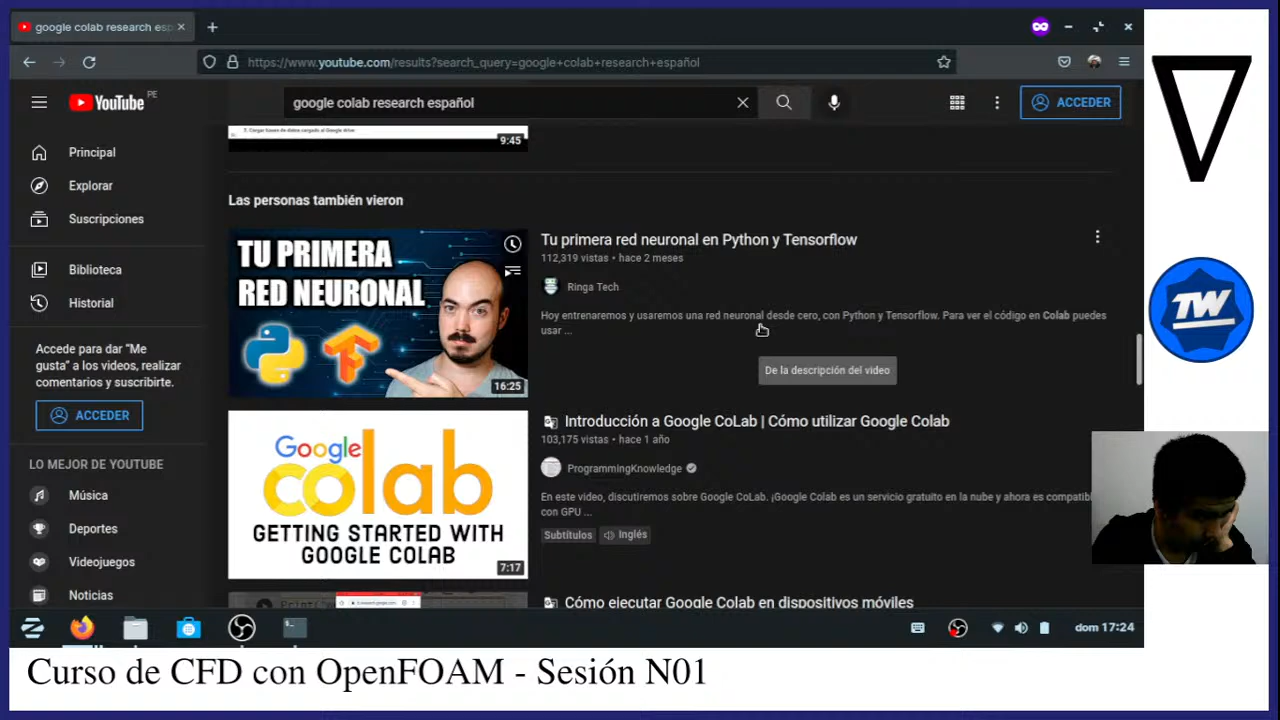 google colab research esp
https://www.youtube.com/results?search_query=google+colab+research+español
YouTube PE
google colab research español
ACCEDER
Principal
Explorar
Suscripciones
Biblioteca
Historial
Accede para dar "Me
gusta" a los videos, realizar
comentarios y suscribirte.
ACCEDER
LO MEJOR DE YOUTUBE
Música
Deportes
Videojuegos
Noticias
9:45
Las personas también vieron
TU PRIMERA
RED NEURONAL
16:25
Tu primera red neuronal en Python y Tensorflow
112,319 vistas • hace 2 meses
Ringa Tech
Hoy entrenaremos y usaremos una red neuronal desde cero, con Python y Tensorflow. Para ver el código en Colab puedes
usar ...
De la descripción del video
Google
colab
GETTING STARTED WITH
GOOGLE COLAB
7:17
Introducción a Google CoLab | Cómo utilizar Google Colab
103,175 vistas • hace 1 año
ProgrammingKnowledge
En este video, discutiremos sobre Google CoLab. ¡Google Colab es un servicio gratuito en la nube y ahora es compatib
con GPU ...
Subtítulos
Inglés
Cómo ejecutar Google Colab en dispositivos móviles
dom 17:24
TW
Curso de CFD con OpenFOAM - Sesión N01